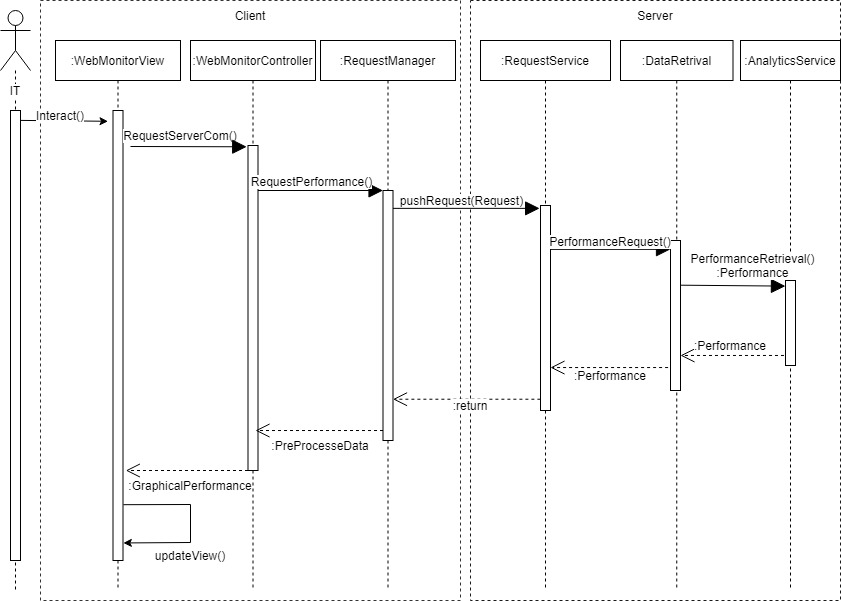 Client
Server
:WebMonitorView
:WebMonitorController
:RequestManager
:RequestService
:DataRetrival
:AnalyticsService
IT
Interact()
RequestServerCom()
RequestPerformance()
pushRequest(Request)
PerformanceRequest()
PerformanceRetrieval()
:Performance
:Performance
:Performance
:return
:PreProcesseData
:GraphicalPerformance
updateView()